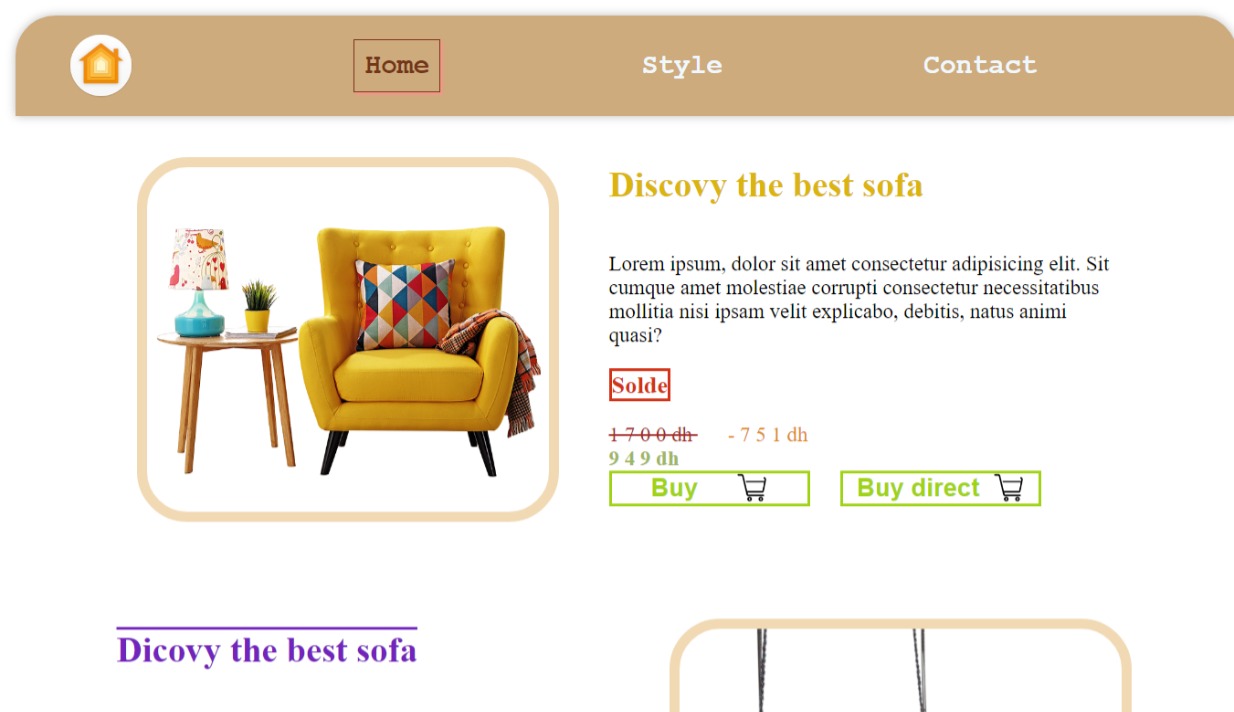 Home
Style
Contact
Discovy the best sofa
Lorem ipsum, dolor sit amet consectetur adipisicing elit. Sit
cumque amet molestiae corrupti consectetur necessitatibus
mollitia nisi ipsam velit explicabo, debitis, natus animi
quasi?
Solde
1 7 0 0 dh - 7 5 1 dh
9 4 9 dh
Buy
Buy direct
Dicovy the best sofa